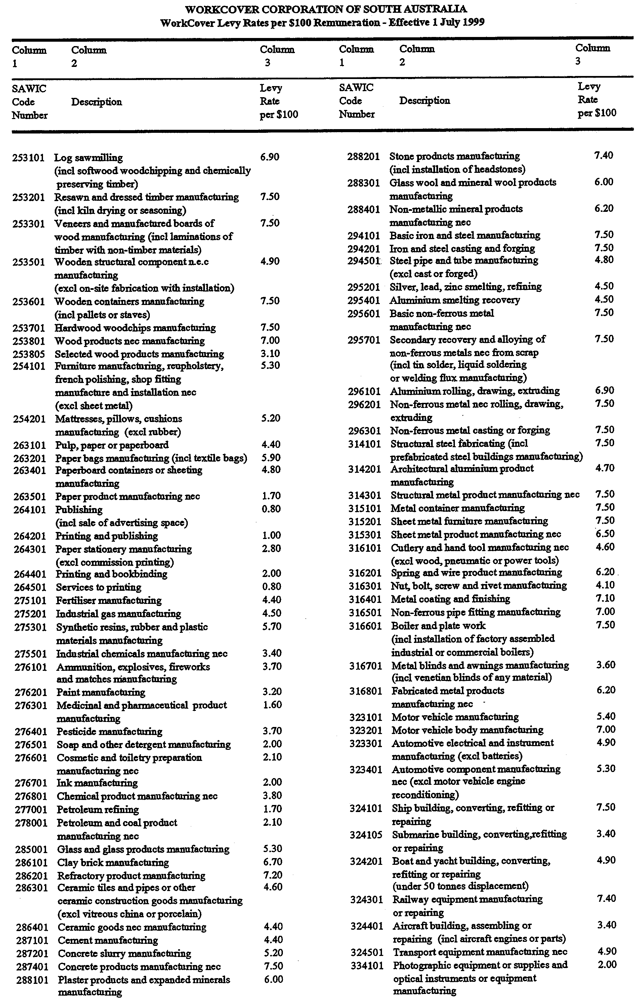 WORKCOVER CORPORATION OF SOUTH AUSTRALIA
WorkCover Levy Rates per $100 Remuneration - Effective 1 July 1999
Column Column Column Column Column Column
1 2 3 1 2 3
SAWIC Levy SAWIC Levy
Code Description Rate Code Description Rate
Number per $100 Number per $100
253101 Log sawmilling 6.90
(incl softwood woodchipping and chemically
preserving timber)
253201 Resawn and dressed timber manufacturing 7.50
(incl kiln drying or seasoning)
253301 Veneers and manufactured boards of 7.50
wood manufacturing (incl laminations of
timber with non-timber materials)
253501 Wooden structural component n.e.c 4.90
manufacturing
(excl on-site fabrication with installation)
253601 Wooden containers manufacturing 7.50
(incl pallets or staves)
253701 Hardwood woodchips manufacturing 7.50
253801 Wood products nec manufacturing 7.00
253805 Selected wood products manufacturing 3.10
254101 Furniture manufacturing, reupholstery, 5.30
french polishing, shop fitting
manufacture and installation nec
(excl sheet metal)
254201 Mattresses, pillows, cushions 5.20
manufacturing (excl rubber)
263101 Pulp, paper or paperboard 4.40
263201 Paper bags manufacturing (incl textile bags) 5.90
263401 Paperboard containers or sheeting 4.80
manufacturing
263501 Paper product manufacturing nec 1.70
264101 Publishing 0.80
(incl sale of advertising space)
264201 Printing and publishing 1.00
264301 Paper stationery manufacturing 2.80
(excl commission printing)
264401 Printing and bookbinding 2.00
264501 Services to printing 0.80
275101 Fertiliser manufacturing 4.40
275201 Industrial gas manufacturing 4.50
275301 Synthetic resins, rubber and plastic 5.70
materials manufacturing
275501 Industrial chemicals manufacturing nec 3.40
276101 Ammunition, explosives, fireworks 3.70
and matches manufacturing
276201 Paint manufacturing 3.20
276301 Medicinal and pharmaceutical product 1.60
manufacturing
276401 Pesticide manufacturing 3.70
276501 Soap and other detergent manufacturing 2.00
276601 Cosmetic and toiletry preparation 2.10
manufacturing nec
276701 Ink manufacturing 2.00
276801 Chemical product manufacturing nec 3.80
277001 Petroleum refining 1.70
278001 Petroleum and coal product 2.10
manufacturing nec
285001 Glass and glass products manufacturing 5.30
286101 Clay brick manufacturing 6.70
286201 Refractory product manufacturing 7.20
286301 Ceramic tiles and pipes or other 4.60
ceramic construction goods manufacturing
(excl vitreous china or porcelain)
286401 Ceramic goods nec manufacturing 4.40
287101 Cement manufacturing 4.40
287201 Concrete slurry manufacturing 5.20
287401 Concrete products manufacturing nec 7.50
288101 Plaster products and expanded minerals 6.00
manufacturing
288201 Stone products manufacturing 7.40
(incl installation of headstones)
288301 Glass wool and mineral wool products 6.00
manufacturing
288401 Non-metallic mineral products 6.20
manufacturing nec
294101 Basic iron and steel manufacturing 7.50
294201 Iron and steel casting and forging 7.50
294501 Steel pipe and tube manufacturing 4.80
(excl cast or forged)
295201 Silver, lead, zinc smelting, refining 4.50
295401 Aluminium smelting recovery 4.50
295601 Basic non-ferrous metal 7.50
manufacturing nec
295701 Secondary recovery and alloying of 7.50
non-ferrous metals nec from scrap
(incl tin solder, liquid soldering
or welding flux manufacturing)
296101 Aluminium rolling, drawing, extruding 6.90
296201 Non-ferrous metal nec rolling, drawing, 7.50
extruding
296301 Non-ferrous metal casting or forging 7.50
314101 Structural steel fabricating (incl 7.50
prefabricated steel buildings manufacturing)
314201 Architectural aluminium product 4.70
manufacturing
314301 Structural metal product manufacturing nec 7.50
315101 Metal container manufacturing 7.50
315201 Sheet metal furniture manufacturing 7.50
315301 Sheet metal product manufacturing nec 6.50
316101 Cutlery and hand tool manufacturing nec 4.60
(excl wood, pneumatic or power tools)
316201 Spring and wire product manufacturing 6.20
316301 Nut, bolt, screw and rivet manufacturing 4.10
316401 Metal coating and finishing 7.10
316501 Non-ferrous pipe fitting manufacturing 7.00
316601 Boiler and plate work 7.50
(incl installation of factory assembled
industrial or commercial boilers)
316701 Metal blinds and awnings manufacturing 3.60
(incl venetian blinds of any material)
316801 Fabricated metal products 6.20
manufacturing nec
323101 Motor vehicle manufacturing 5.40
323201 Motor vehicle body manufacturing 7.00
323301 Automotive electrical and instrument 4.90
manufacturing (excl batteries)
323401 Automotive component manufacturing 5.30
nec (excl motor vehicle engine
reconditioning)
324101 Ship building, converting, refitting or 7.50
repairing
324105 Submarine building, converting,refitting 3.40
or repairing
324201 Boat and yacht building, converting, 4.90
refitting or repairing
(under 50 tonnes displacement)
324301 Railway equipment manufacturing 7.40
or repairing
324401 Aircraft building, assembling or 3.40
repairing (incl aircraft engines or parts)
324501 Transport equipment manufacturing nec 4.90
334101 Photographic equipment or supplies and 2.00
optical instruments or equipment
manufacturing